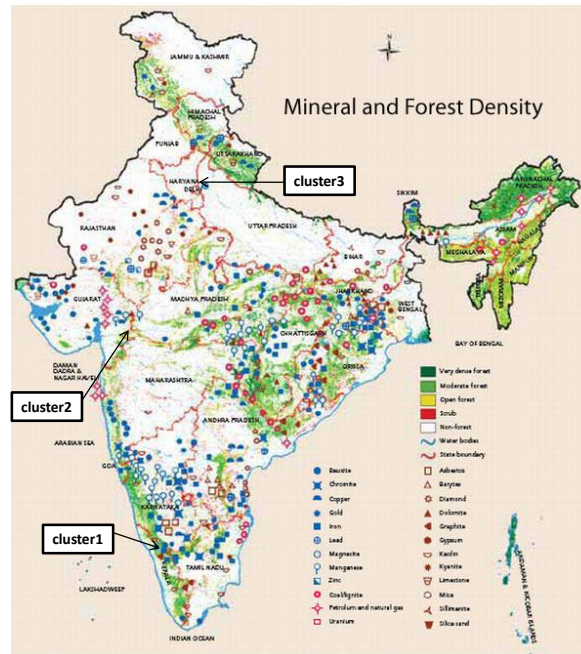 JAMMU & KASHMIR
Mineral and Forest Density
HIMACHAL
PRADESH
PUNJAB
UTTARAKHAND
HARYANA
cluster3
ARUNACHAL
PRADESH
SIKKIM
RAJASTHAN
UTTAR PRADESH
ASSAM
MEGHALAYA
BIHAR
TRIPURA
MIZORAM
GUJARAT
MADHYA PRADESH
JHARKHAND
WEST
BENGAL
CHHATTISGARH
BAY OF BENGAL
DAMAN
DADRA &
NAGAR HAVELI
ORISSA
MAHARASHTRA
cluster2
ANDHRA PRADESH
ARABIAN SEA
GOA
KARNATAKA
cluster1
KERALA
TAMIL NADU
LAKSHADWEEP
INDIAN OCEAN
ANDAMAN & NICOBAR ISLANDS
Very dense forest
Moderate forest
Open forest
Scrub
Non-forest
Water bodies
State boundary
Bauxite
Chromite
Copper
Gold
Iron
Lead
Magnesite
Manganese
Zinc
Coal/lignite
Petrolium and natural gas
Uranium
Asbestos
Barytes
Diamond
Dolomite
Graphite
Gypsum
Kaolin
Kyanite
Limestone
Mica
Sillimanite
Silica sand